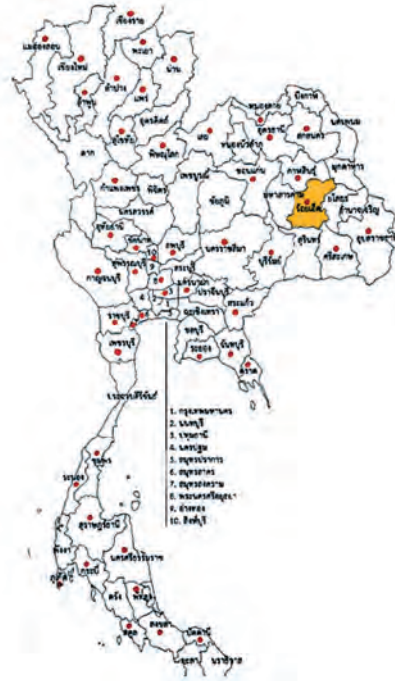 เชียงราย
แม่ฮ่องสอน
พะเยา
เชียงใหม่
น่าน
ลำปาง
ลำพูน
แพร่
อุตรดิตถ์
สุโขทัย
ตาก
พิษณุโลก
เลย
หนองคาย
บึงกาฬ
อุดรธานี
นครพนม
สกลนคร
หนองบัวลำภู
เพชรบูรณ์
ขอนแก่น
กาฬสินธุ์
มุกดาหาร
กำแพงเพชร
พิจิตร
มหาสารคาม
ร้อยเอ็ด
ยโสธร
อำนาจเจริญ
ชัยภูมิ
นครสวรรค์
อุทัยธานี
ชัยนาท
ลพบุรี
นครราชสีมา
บุรีรัมย์
สุรินทร์
ศรีสะเกษ
อุบลราชธานี
สุพรรณบุรี
สระบุรี
กาญจนบุรี
นครนายก
ปราจีนบุรี
สระแก้ว
ฉะเชิงเทรา
ราชบุรี
ชลบุรี
เพชรบุรี
ระยอง
จันทบุรี
ตราด
ประจวบคีรีขันธ์
1. กรุงเทพมหานคร
2. นนทบุรี
3. ปทุมธานี
4. นครปฐม
5. สมุทรปราการ
6. สมุทรสาคร
7. สมุทรสงคราม
8. พระนครศรีอยุธยา
9. อ่างทอง
10. สิงห์บุรี
ชุมพร
ระนอง
สุราษฎร์ธานี
พังงา
ภูเก็ต
กระบี่
นครศรีธรรมราช
ตรัง
พัทลุง
สตูล
สงขลา
ปัตตานี
ยะลา
นราธิวาส